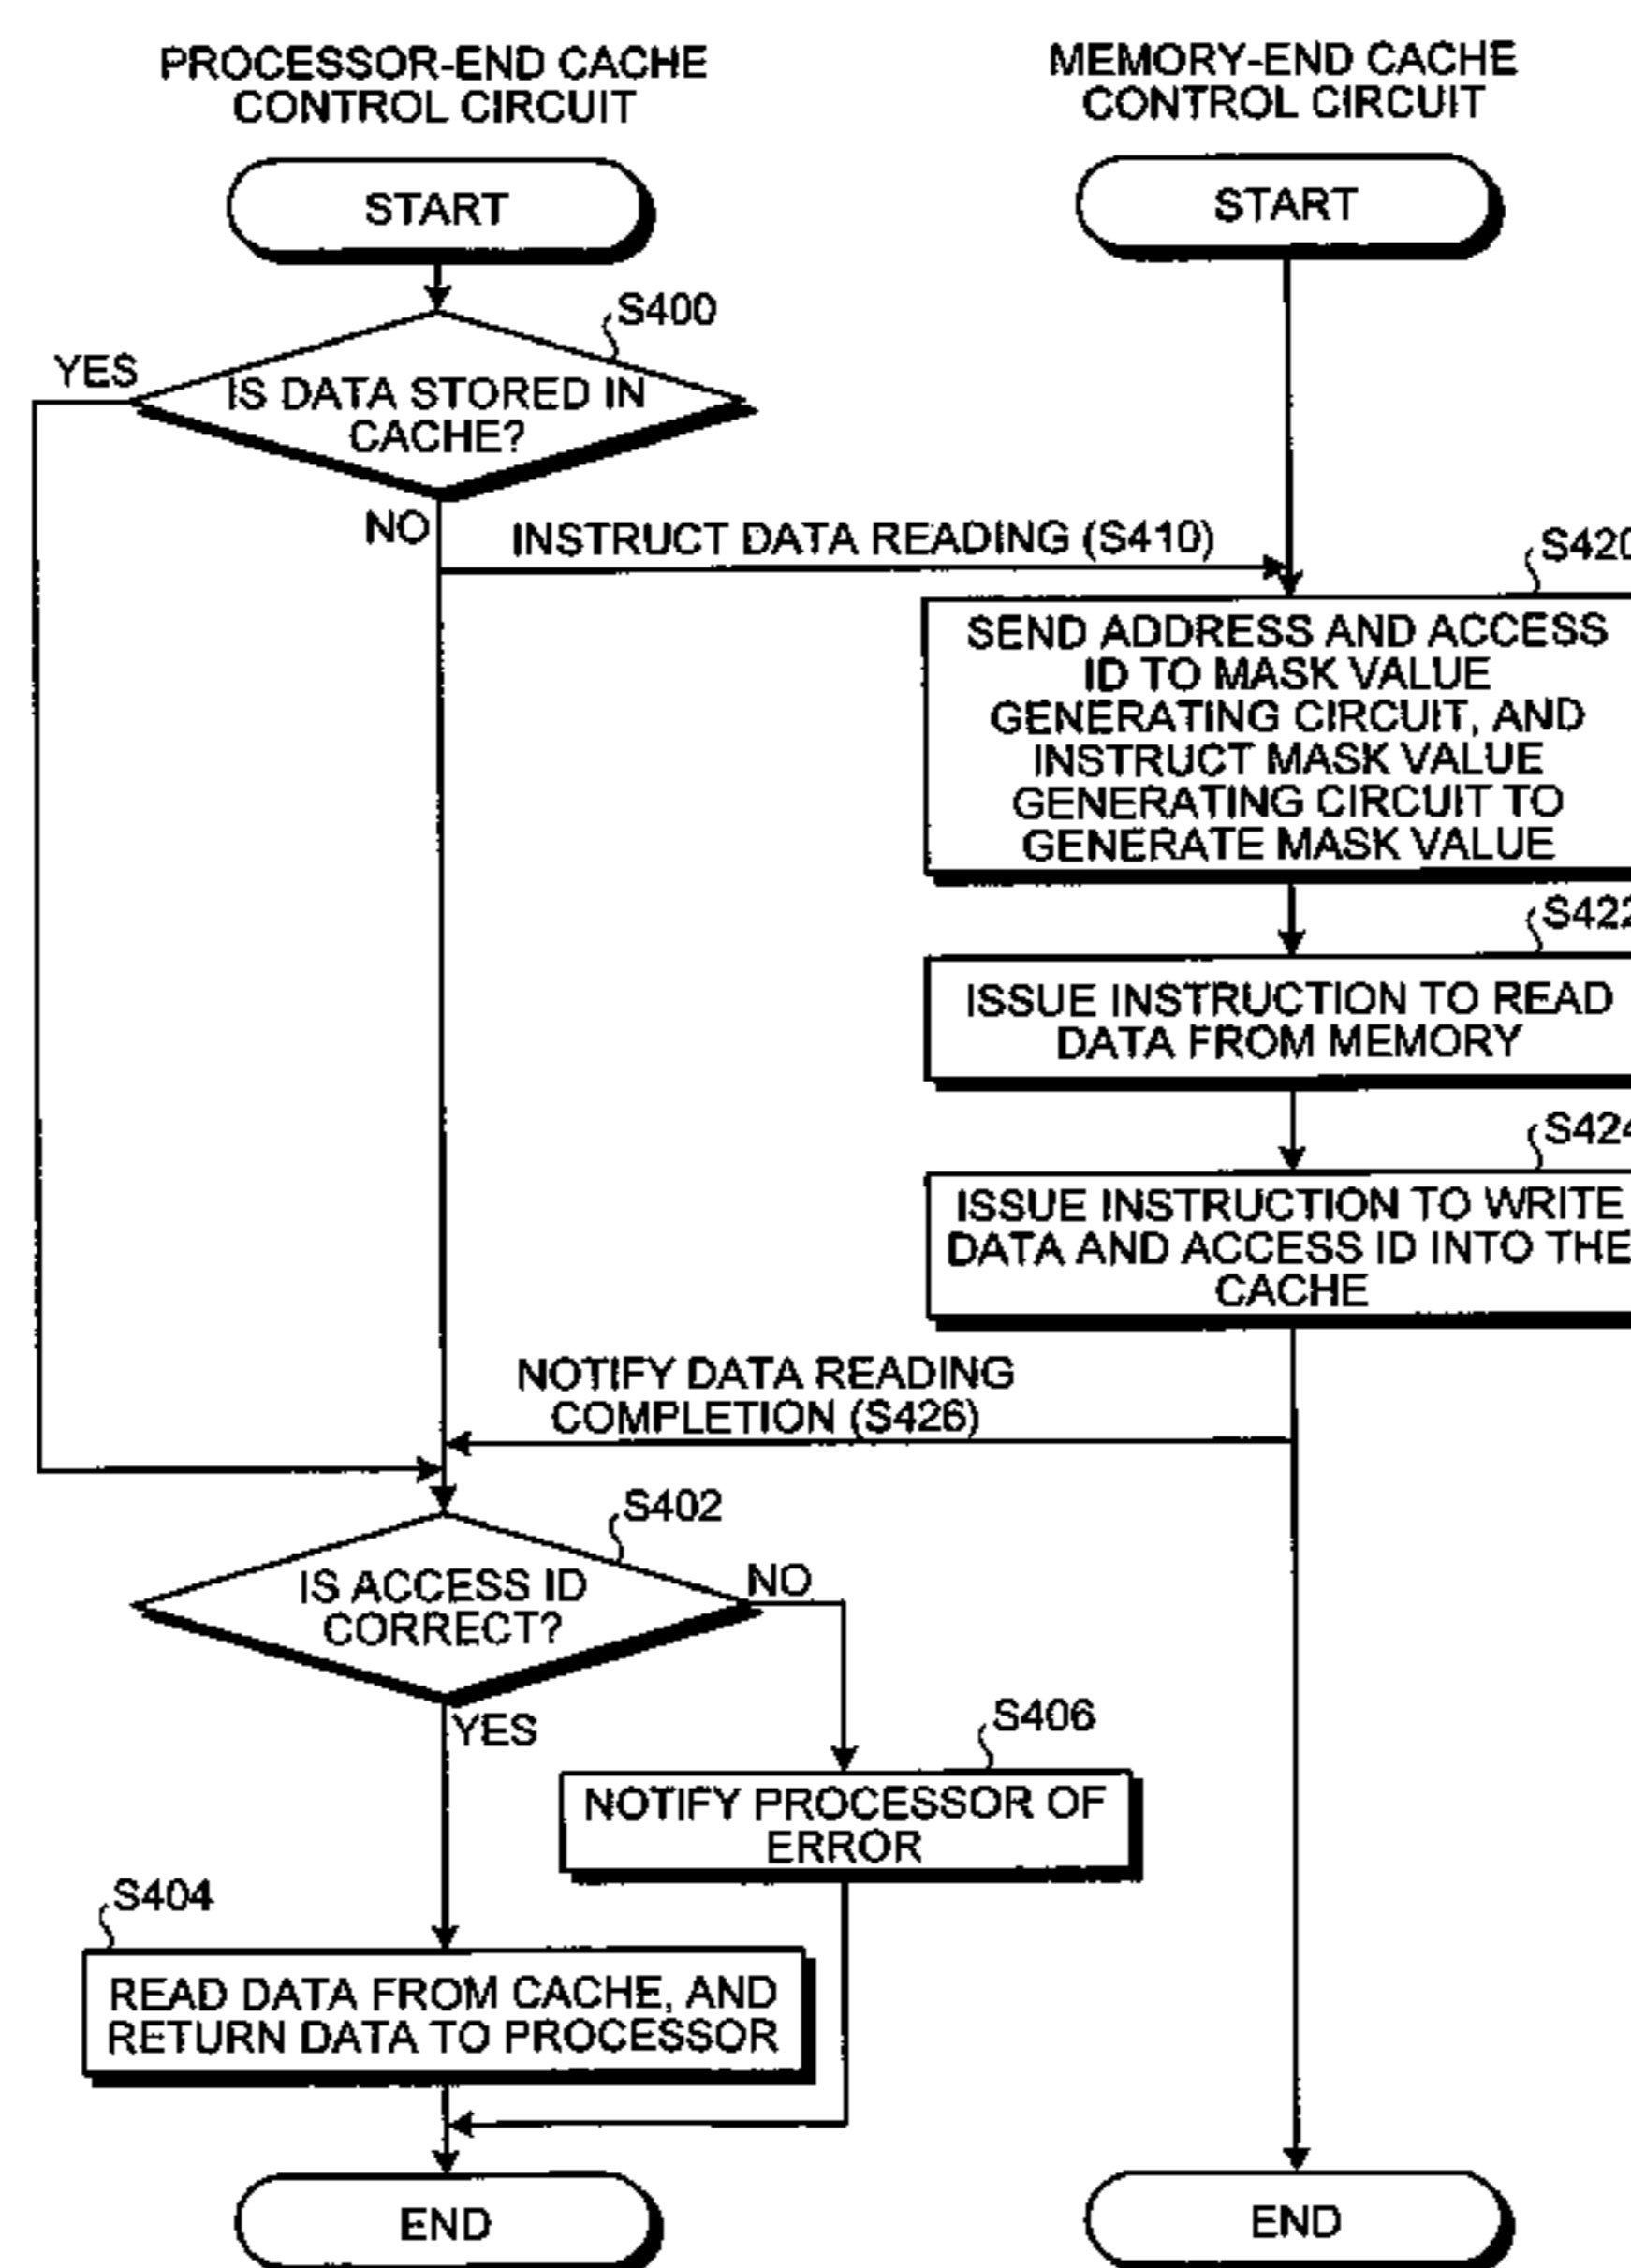 PROCESSOR-END CACHE
CONTROL CIRCUIT
MEMORY-END CACHE
CONTROL CIRCUIT
START
START
S400
YES
IS DATA STORED IN
CACHE?
NO
INSTRUCT DATA READING (S410)
S420
SEND ADDRESS AND ACCESS
ID TO MASK VALUE
GENERATING CIRCUIT, AND
INSTRUCT MASK VALUE
GENERATING CIRCUIT TO
GENERATE MASK VALUE
S422
ISSUE INSTRUCTION TO READ
DATA FROM MEMORY
S424
ISSUE INSTRUCTION TO WRITE
DATA AND ACCESS ID INTO THE
CACHE
NOTIFY DATA READING
COMPLETION (S426)
S402
IS ACCESS ID
CORRECT?
NO
YES
S406
NOTIFY PROCESSOR OF
ERROR
S404
READ DATA FROM CACHE, AND
RETURN DATA TO PROCESSOR
END
END